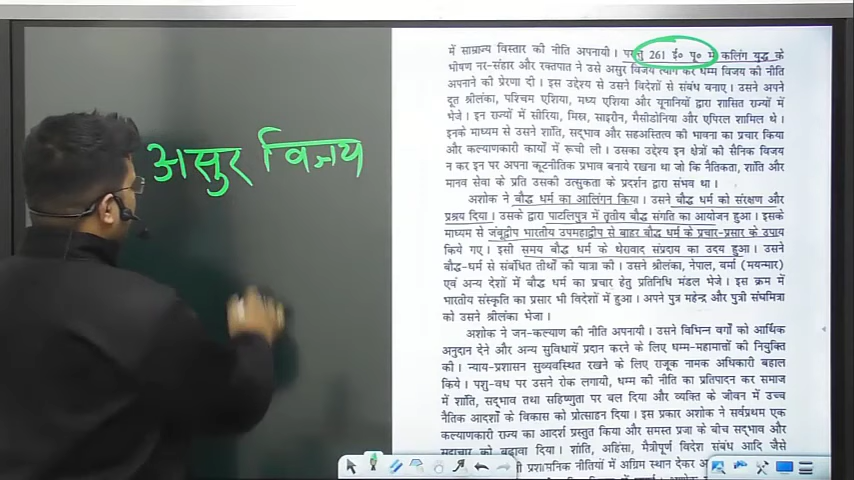 असुर विजय
में साम्राज्य विस्तार की नीति अपनायी। परन्तु 261 ई० पू० में कलिंग युद्ध के
भीषण नर-संहार और रक्तपात ने उसे असुर विजय त्याग कर धम्म विजय की नीति
अपनाने की प्रेरणा दी। इस उद्देश्य से उसने विदेशों से संबंध बनाए। उसने अपने
दूत श्रीलंका, पश्चिम एशिया, मध्य एशिया और यूनानियों द्वारा शासित राज्यों में
भेजे। इन राज्यों में सीरिया, मिस्र, साइरीन, मैसीडोनिया और एपिरल शामिल थे।
इनके माध्यम से उसने शाँति, सद्‌भाव और सहअस्तित्व की भावना का प्रचार किया
और कल्याणकारी कार्यों में रूची ली। उसका उद्देश्य इन क्षेत्रों को सैनिक विजय
न कर इन पर अपना कूटनीतिक प्रभाव बनाये रखना था जो कि नैतिकता, शाँति और
मानव सेवा के प्रति उसकी उत्सुकता के प्रदर्शन द्वारा संभव था।
अशोक ने बौद्ध धर्म का आलिंगन किया। उसने बौद्ध धर्म को संरक्षण और
प्रश्रय दिया। उसके द्वारा पाटलिपुत्र में तृतीय बौद्ध संगति का आयोजन हुआ। इसके
माध्यम से जंबूद्वीप भारतीय उपमहाद्वीप से बाहर बौद्ध धर्म के प्रचार-प्रसार के उपाय
किये गए। इसी समय बौद्ध धर्म के थेरावाद संप्रदाय का उदय हुआ। उसने
बौद्ध-धर्म से संबंधित तीर्थों की यात्रा की। उसने श्रीलंका, नेपाल, वर्मा (मयन्मार)
एवं अन्य देशों में बौद्ध धर्म का प्रचार हेतु प्रतिनिधि मंडल भेजे। इस क्रम में
भारतीय संस्कृति का प्रसार भी विदेशों में हुआ। अपने पुत्र महेन्द्र और पुत्री संघमित्रा
को उसने श्रीलंका भेजा।
अशोक ने जन-कल्याण की नीति अपनायी। उसने विभिन्न वर्गों को आर्थिक
अनुदान देने और अन्य सुविधायें प्रदान करने के लिए धम्म-महामात्तों की नियुक्ति
की। न्याय-प्रशासन सुव्यवस्थित रखने के लिए राजूक नामक अधिकारी बहाल
किये। पशु-वध पर उसने रोक लगायी, धम्म की नीति का प्रतिपादन कर समाज
में शाँति, सद्‌भाव तथा सहिष्णुता पर बल दिया और व्यक्ति के जीवन में उच्च
नैतिक आदर्शों के विकास को प्रोत्साहन दिया। इस प्रकार अशोक ने सर्वप्रथम एक
कल्याणकारी राज्य का आदर्श प्रस्तुत किया और समस्त प्रजा के बीच सद्‌भाव और
को बढ़ावा दिया। शांति, अहिंसा, मैत्रीपूर्ण विदेश संबंध आदि जैसे
नीतियों में अग्रिम स्थान देकर